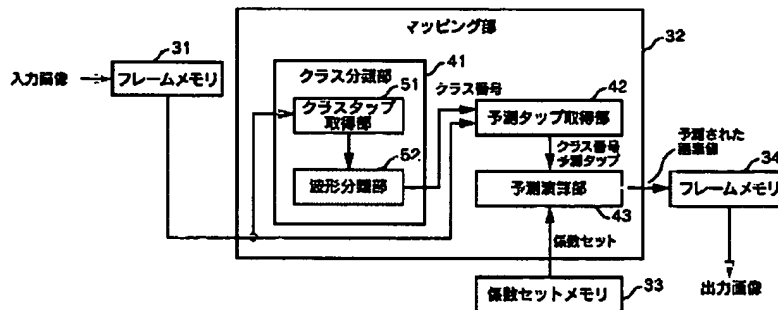 マッピング部
31
32
入力画像
フレームメモリ
クラス分類部
41
クラスタップ
取得部
51
52
波形分類部
クラス番号
42
予測タップ取得部
クラス番号
予測タップ
予測された
画素値
34
予測演算部
43
フレームメモリ
係数セット
係数セットメモリ
33
出力画像